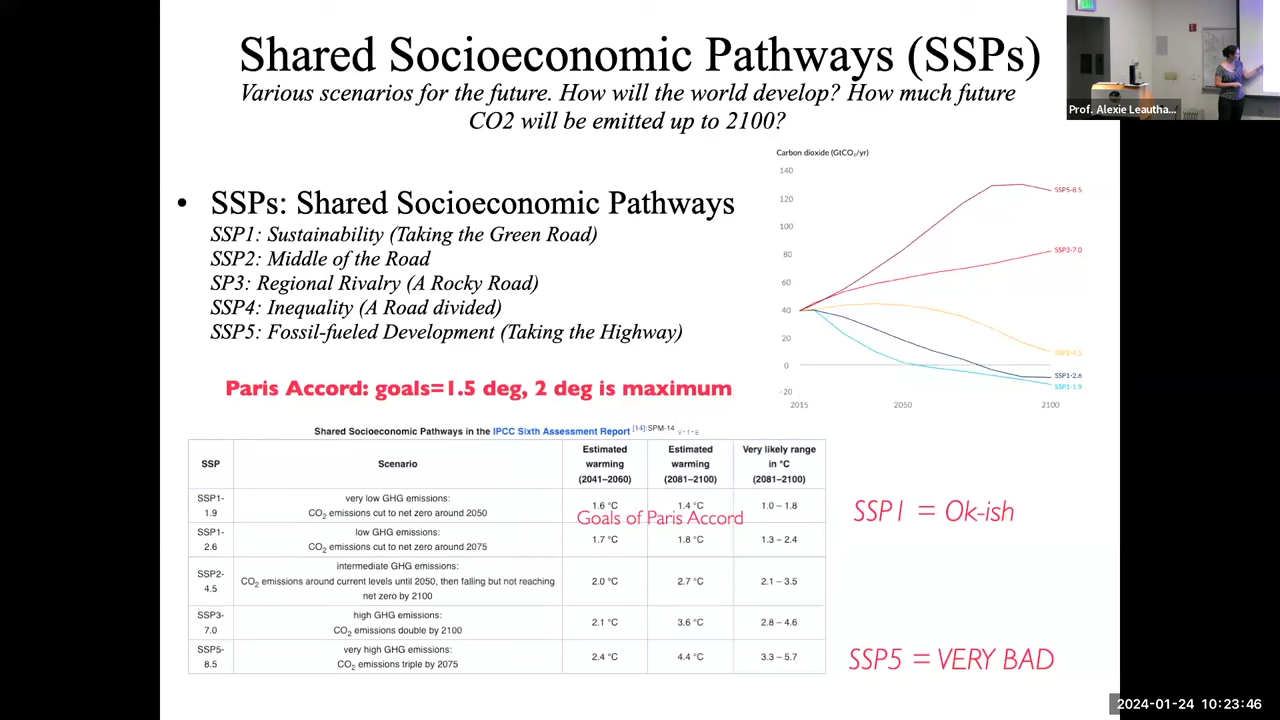 Shared Socioeconomic Pathways (SSPs)
Various scenarios for the future. How will the world develop? How much future
CO2 will be emitted up to 2100?
Prof. Alexie Leautha...
• SSPs: Shared Socioeconomic Pathways
SSP1: Sustainability (Taking the Green Road)
SSP2: Middle of the Road
SP3: Regional Rivalry (A Rocky Road)
SSP4: Inequality (A Road divided)
SSP5: Fossil-fueled Development (Taking the Highway)
Carbon dioxide (GtCO₂/yr)
140
120
100
80
60
40
20
0
-20
2015
2050
2100
SSP5-8.5
SSP3-7.0
SSP2-4.5
SSP1-2.6
SSP1-1.9
Paris Accord: goals=1.5 deg, 2 deg is maximum
Shared Socioeconomic Pathways in the IPCC Sixth Assessment Report [14]:SPM-14 V·T·E
SSP
Scenario
Estimated
warming
(2041–2060)
Estimated
warming
(2081–2100)
Very likely range
in °C
(2081–2100)
SSP1-
1.9
very low GHG emissions:
CO₂ emissions cut to net zero around 2050
1.6 °C
1.4 °C
1.0 – 1.8
Goals of Paris Accord
SSP1-
2.6
low GHG emissions:
CO₂ emissions cut to net zero around 2075
1.7 °C
1.8 °C
1.3 – 2.4
SSP2-
4.5
intermediate GHG emissions:
CO₂ emissions around current levels until 2050, then falling but not reaching
net zero by 2100
2.0 °C
2.7 °C
2.1 – 3.5
SSP3-
7.0
high GHG emissions:
CO₂ emissions double by 2100
2.1 °C
3.6 °C
2.8 – 4.6
SSP5-
8.5
very high GHG emissions:
CO₂ emissions triple by 2075
2.4 °C
4.4 °C
3.3 – 5.7
SSP1 = Ok-ish
SSP5 = VERY BAD
2024-01-24 10:23:46